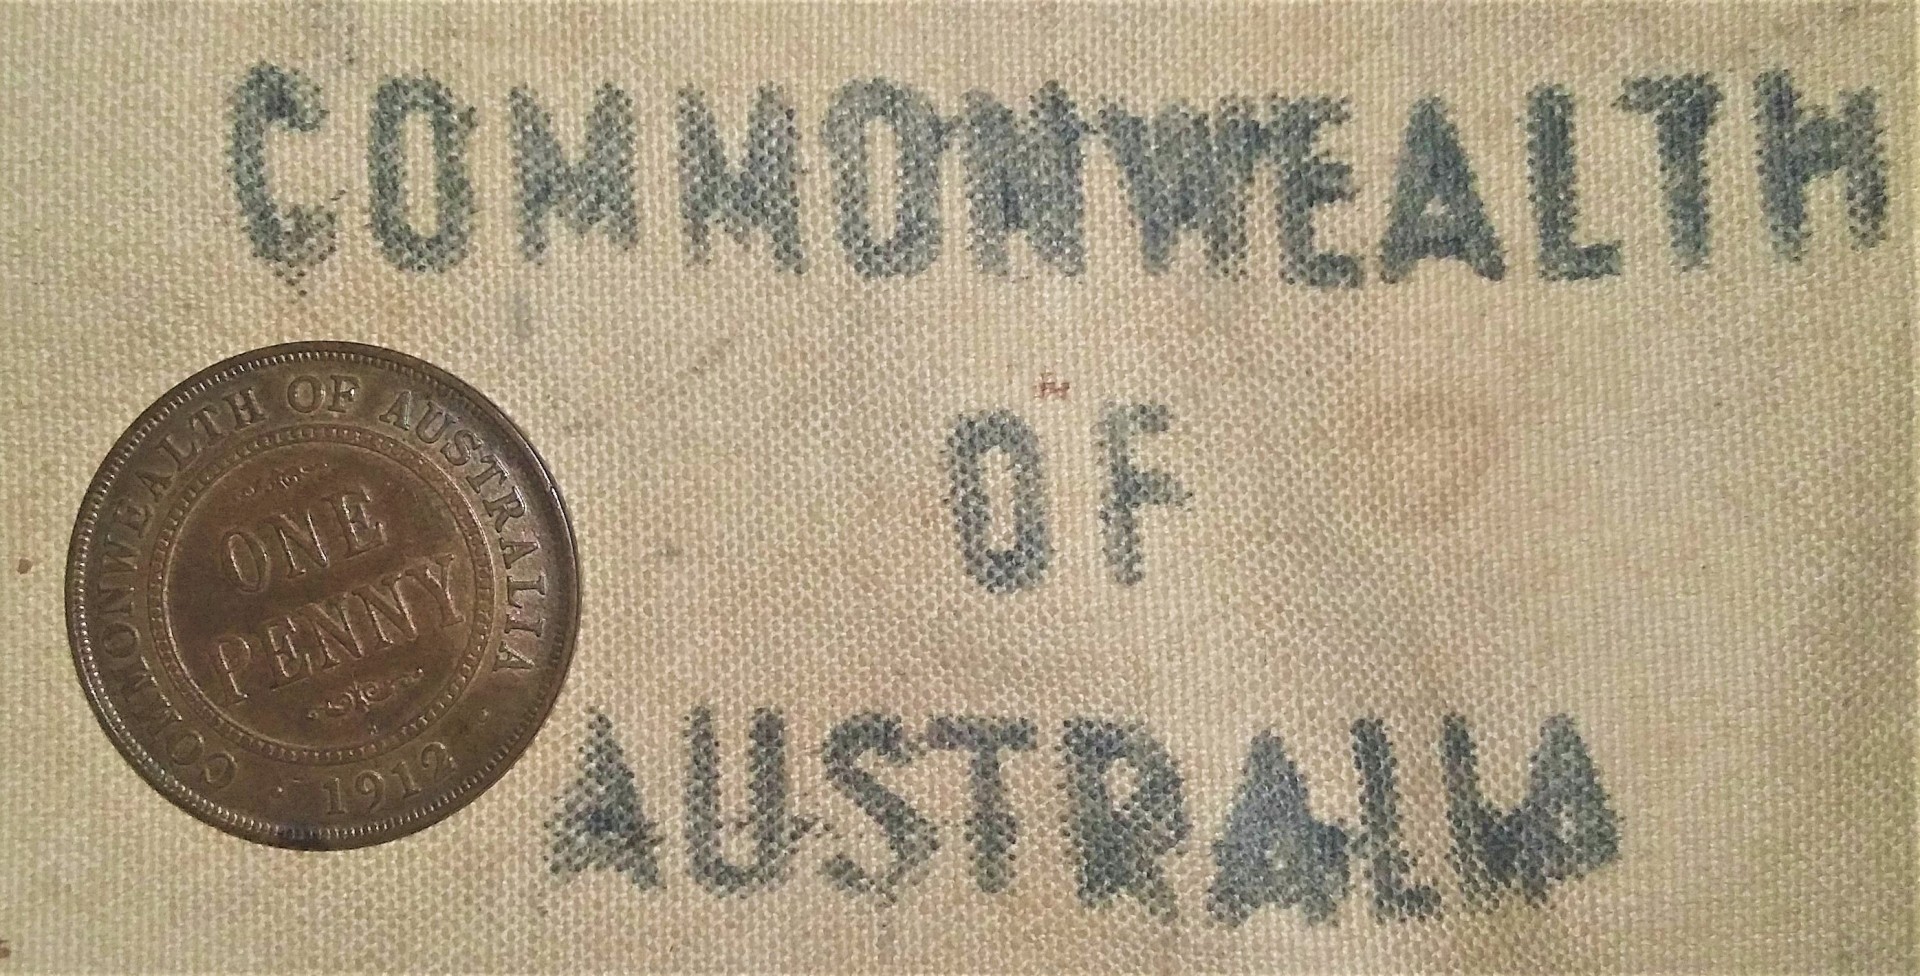 COMMONWEALTH
OF
AUSTRALIA
COMMONWEALTH OF AUSTRALIA
ONE
PENNY
· 1912 ·